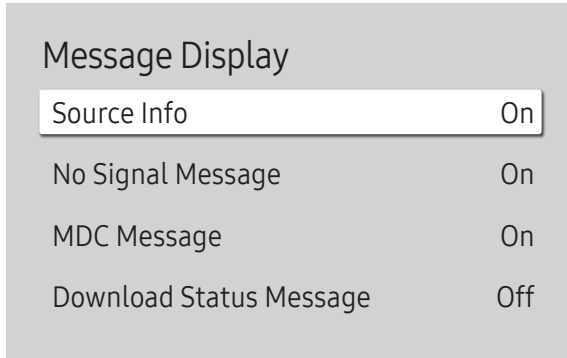 Message Display
Source Info On
No Signal Message On
MDC Message On
Download Status Message Off